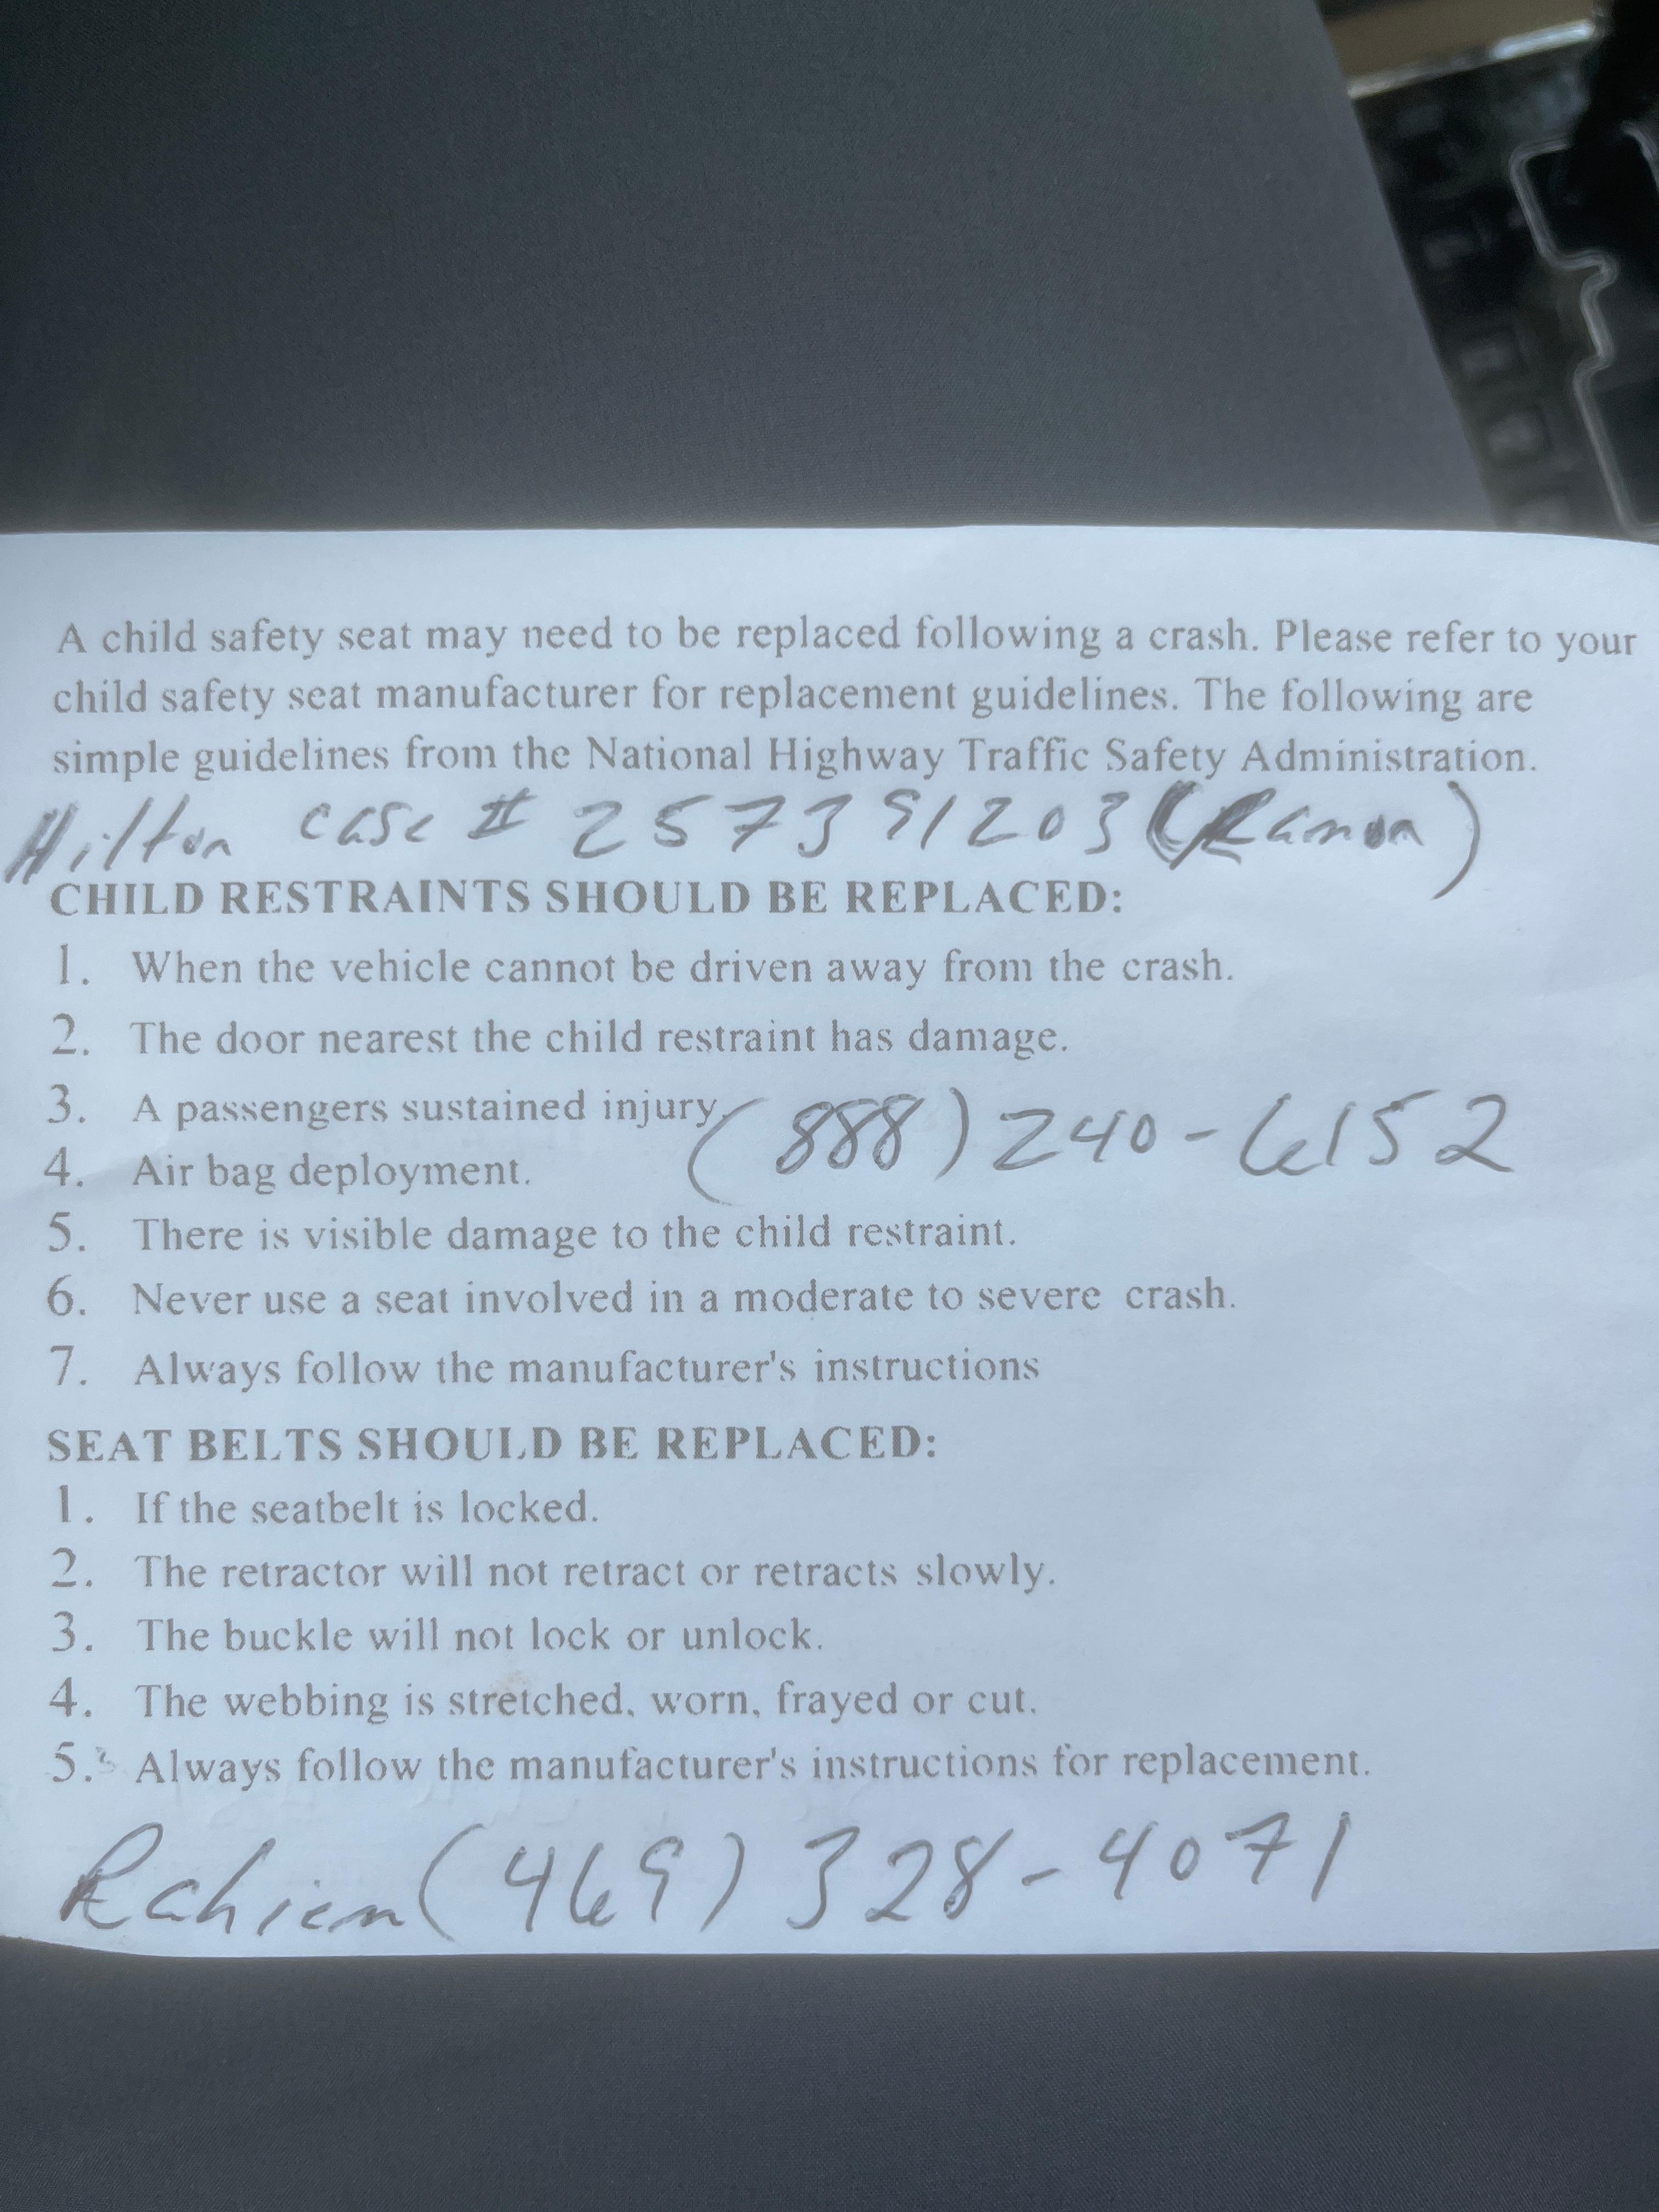 A child safety seat may need to be replaced following a crash. Please refer to your
child safety seat manufacturer for replacement guidelines. The following are
simple guidelines from the National Highway Traffic Safety Administration.
Hilton case # 257391203 (Ramon)
CHILD RESTRAINTS SHOULD BE REPLACED:
1. When the vehicle cannot be driven away from the crash.
2. The door nearest the child restraint has damage.
3. A passengers sustained injury.
(888) 240-6152
4. Air bag deployment.
5. There is visible damage to the child restraint.
6. Never use a seat involved in a moderate to severe crash.
7. Always follow the manufacturer's instructions
SEAT BELTS SHOULD BE REPLACED:
1. If the seatbelt is locked.
2. The retractor will not retract or retracts slowly.
3. The buckle will not lock or unlock.
4. The webbing is stretched, worn, frayed or cut.
5. Always follow the manufacturer's instructions for replacement.
Rahiem (469) 328-4071